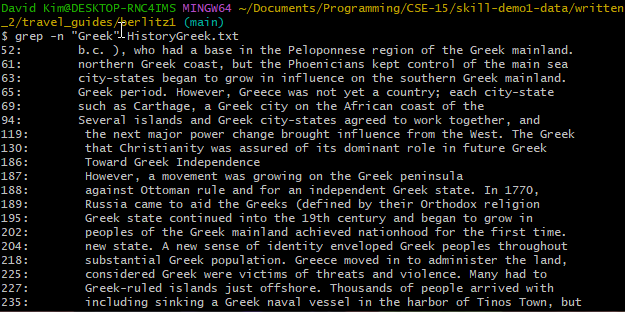 David Kim@DESKTOP-RNC4IMS MINGW64 ~/Documents/Programming/CSE-15/skill-demo1-data/written_
2/travel_guides/berlitz1 (main)
$ grep -n "Greek" HistoryGreek.txt
52:        b.c. ), who had a base in the Peloponnese region of the Greek mainland.
61:        northern Greek coast, but the Phoenicians kept control of the main sea
63:        city-states began to grow in influence on the southern Greek mainland.
65:        Greek period. However, Greece was not yet a country; each city-state
69:        such as Carthage, a Greek city on the African coast of the
94:        Several islands and Greek city-states agreed to work together, and
119:        the next major power change brought influence from the West. The Greek
130:        that Christianity was assured of its dominant role in future Greek
186:        Toward Greek Independence
187:        However, a movement was growing on the Greek peninsula
188:        against Ottoman rule and for an independent Greek state. In 1770,
189:        Russia came to aid the Greeks (defined by their Orthodox religion
195:        Greek state continued into the 19th century and began to grow in
202:        peoples of the Greek mainland achieved nationhood for the first time.
204:        new state. A new sense of identity enveloped Greek peoples throughout
218:        substantial Greek population. Greece moved in to administer the land,
225:        considered Greek were victims of threats and violence. Many had to
227:        Greek-ruled islands just offshore. Thousands of people arrived with
235:        including sinking a Greek naval vessel in the harbor of Tinos Town, but